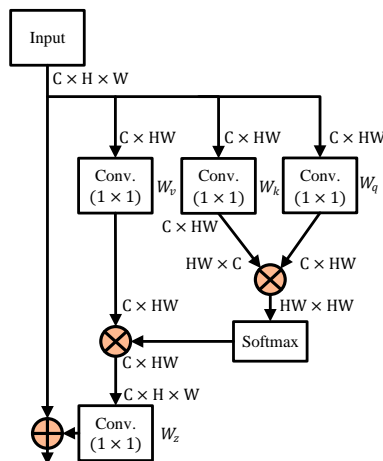 Input
C × H × W
C × HW
C × HW
C × HW
Conv.
(1 × 1)
W_v
Conv.
(1 × 1)
W_k
Conv.
(1 × 1)
W_q
C × HW
HW × C
C × HW
HW × HW
C × HW
Softmax
C × HW
C × H × W
Conv.
(1 × 1)
W_z